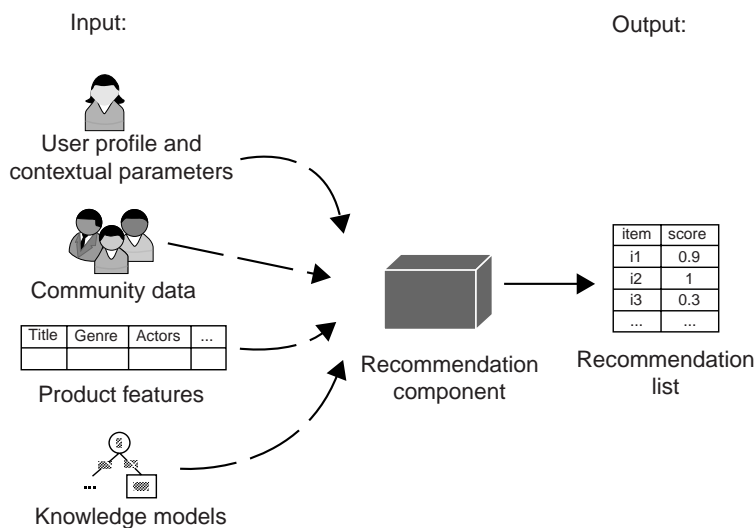 Input:
Output:
User profile and
contextual parameters
Community data
Title Genre Actors ...
Product features
Knowledge models
...
Recommendation
component
item score
i1 0.9
i2 1
i3 0.3
... ...
Recommendation
list